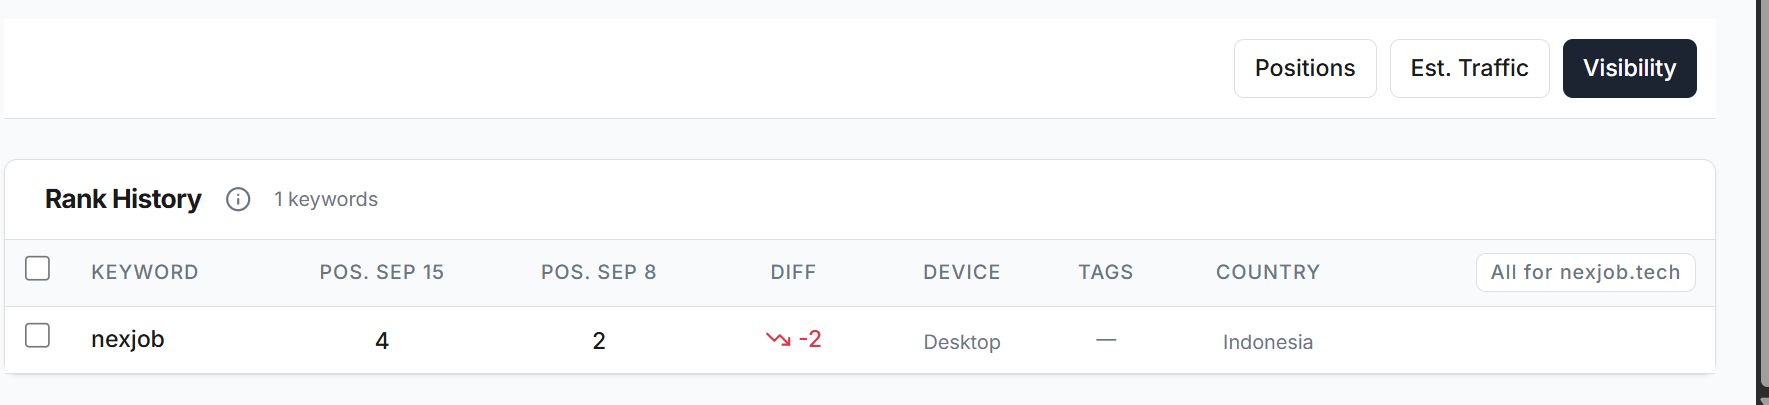 Positions Est. Traffic Visibility
Rank History 1 keywords
KEYWORD POS. SEP 15 POS. SEP 8 DIFF DEVICE TAGS COUNTRY All for nexjob.tech
nexjob 4 2 -2 Desktop — Indonesia